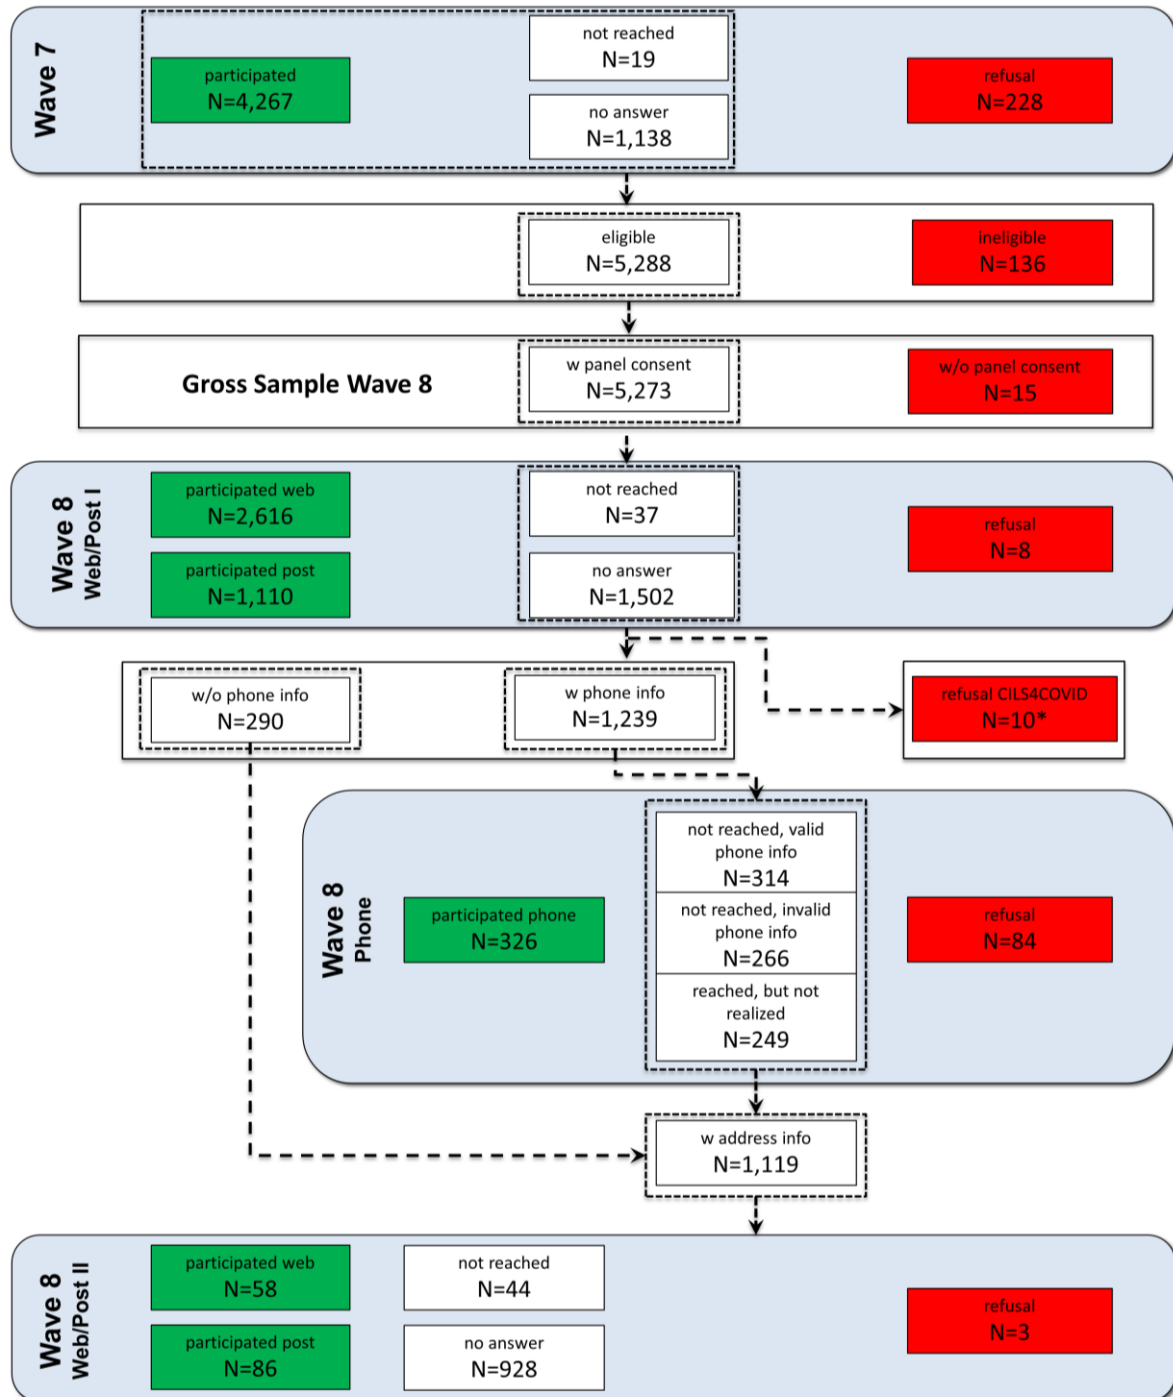 Wave 7
participated
N=4,267
not reached
N=19
no answer
N=1,138
refusal
N=228
eligible
N=5,288
ineligible
N=136
Gross Sample Wave 8
w panel consent
N=5,273
w/o panel consent
N=15
Wave 8
Web/Post I
participated web
N=2,616
participated post
N=1,110
not reached
N=37
no answer
N=1,502
refusal
N=8
w/o phone info
N=290
w phone info
N=1,239
refusal CILS4COVID
N=10*
Wave 8
Phone
participated phone
N=326
not reached, valid
phone info
N=314
not reached, invalid
phone info
N=266
reached, but not
realized
N=249
refusal
N=84
w address info
N=1,119
Wave 8
Web/Post II
participated web
N=58
participated post
N=86
not reached
N=44
no answer
N=928
refusal
N=3